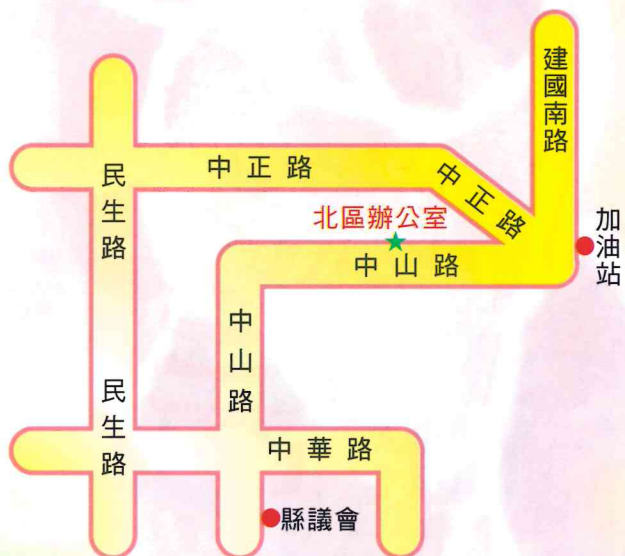 建國南路
中正路
中正路
民生路
北區辦公室
加油站
中山路
中山路
民生路
中華路
縣議會